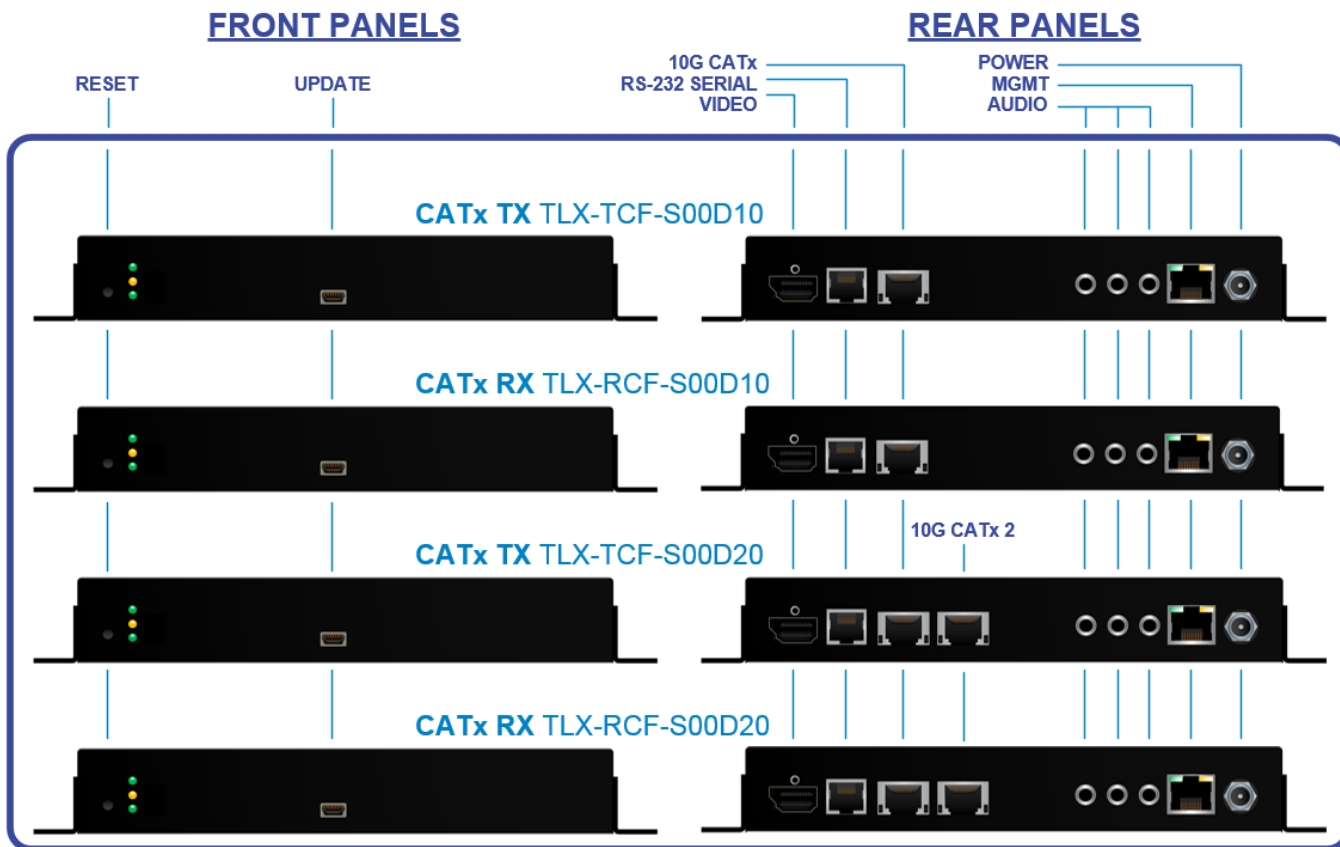 FRONT PANELS
REAR PANELS
RESET
UPDATE
10G CATx
RS-232 SERIAL
VIDEO
POWER
MGMT
AUDIO
CATx TX TLX-TCF-S00D10
CATx RX TLX-RCF-S00D10
10G CATx 2
CATx TX TLX-TCF-S00D20
CATx RX TLX-RCF-S00D20